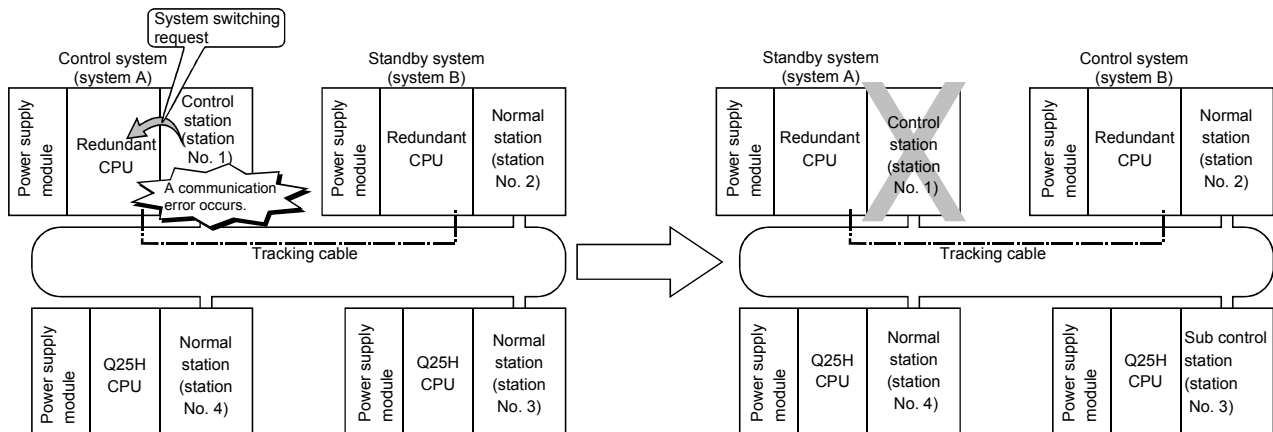 System switching
request
Control system
(system A)
Power supply
module
Redundant
CPU
Control
station
(station
No. 1)
A communication
error occurs.
Standby system
(system B)
Power supply
module
Redundant
CPU
Normal
station
(station
No. 2)
Tracking cable
Power supply
module
Q25H
CPU
Normal
station
(station
No. 4)
Power supply
module
Q25H
CPU
Normal
station
(station
No. 3)
Standby system
(system A)
Power supply
module
Redundant
CPU
Control
station
(station
No. 1)
Control system
(system B)
Power supply
module
Redundant
CPU
Normal
station
(station
No. 2)
Tracking cable
Power supply
module
Q25H
CPU
Normal
station
(station
No. 4)
Power supply
module
Q25H
CPU
Sub control
station
(station
No. 3)